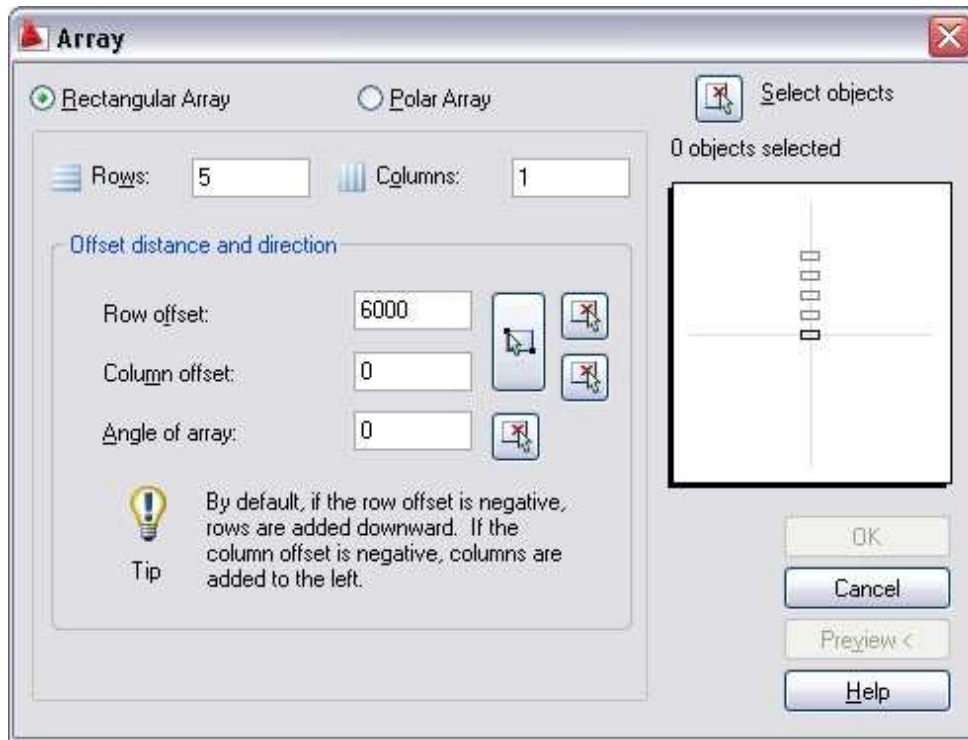 Array
Rectangular Array
Polar Array
Select objects
0 objects selected
Rows: 5
Columns: 1
Offset distance and direction
Row offset: 6000
Column offset: 0
Angle of array: 0
Tip
By default, if the row offset is negative,
rows are added downward. If the
column offset is negative, columns are
added to the left.
OK
Cancel
Preview <
Help